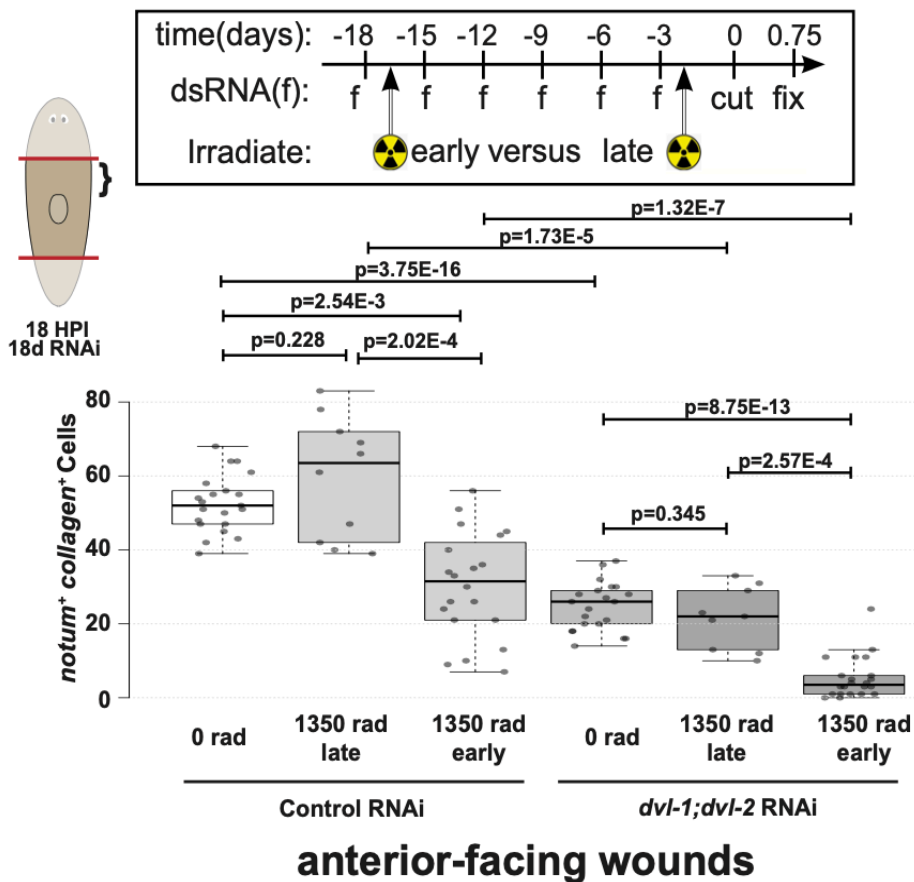 time(days): -18 -15 -12 -9 -6 -3 0 0.75
dsRNA(f): f f f f f f cut fix
Irradiate: early versus late
}
18 HPI
18d RNAi
p=1.32E-7
p=1.73E-5
p=3.75E-16
p=2.54E-3
p=0.228 p=2.02E-4
p=8.75E-13
p=2.57E-4
p=0.345
notum+ collagen+ Cells
80
60
40
20
0
0 rad
1350 rad
late
1350 rad
early
0 rad
1350 rad
late
1350 rad
early
Control RNAi
dvl-1;dvl-2 RNAi
anterior-facing wounds